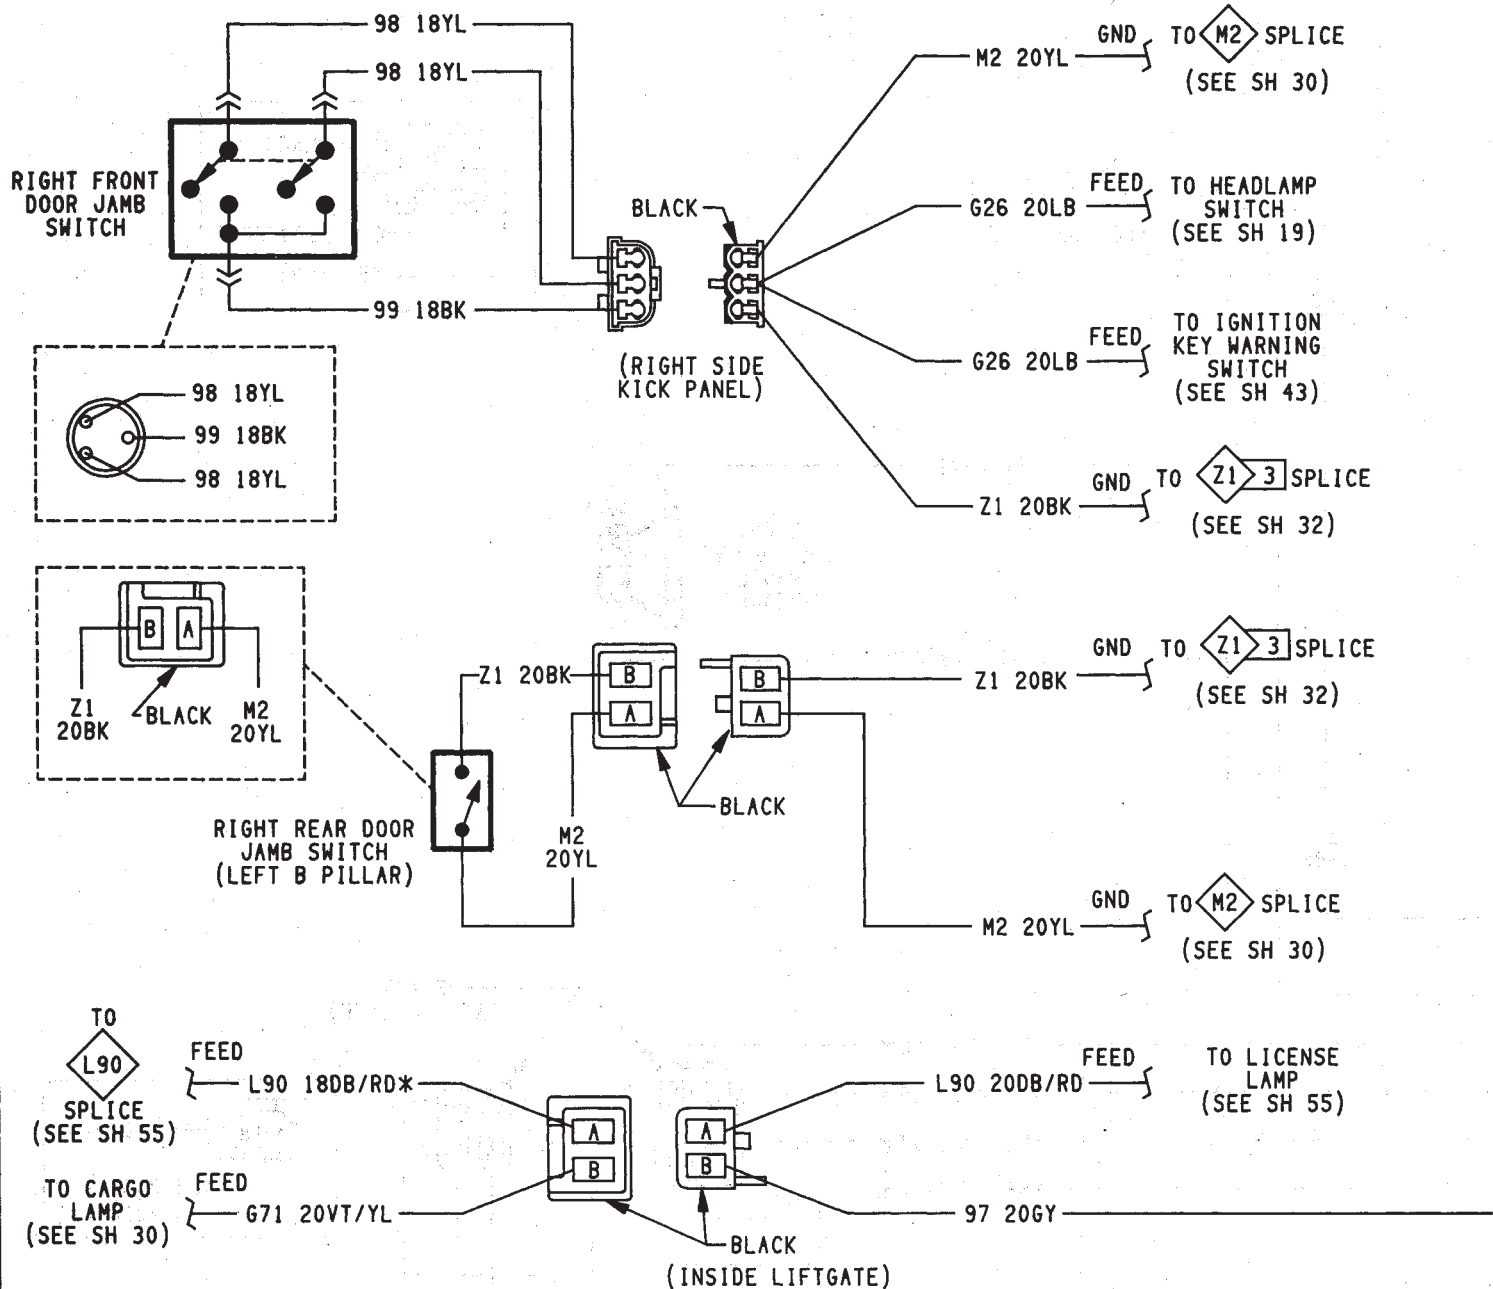 98 18YL
98 18YL
RIGHT FRONT
DOOR JAMB
SWITCH
99 18BK
BLACK
(RIGHT SIDE
KICK PANEL)
M2 20YL
GND
TO M2 SPLICE
(SEE SH 30)
G26 20LB
FEED
TO HEADLAMP
SWITCH
(SEE SH 19)
G26 20LB
FEED
TO IGNITION
KEY WARNING
SWITCH
(SEE SH 43)
Z1 20BK
GND
TO Z1 3 SPLICE
(SEE SH 32)
98 18YL
99 18BK
98 18YL
B A
Z1
20BK
BLACK
M2
20YL
Z1 20BK
B
A
B
A
BLACK
M2
20YL
RIGHT REAR DOOR
JAMB SWITCH
(LEFT B PILLAR)
Z1 20BK
GND
TO Z1 3 SPLICE
(SEE SH 32)
M2 20YL
GND
TO M2 SPLICE
(SEE SH 30)
TO
L90
SPLICE
(SEE SH 55)
FEED
L90 18DB/RD*
TO CARGO
LAMP
(SEE SH 30)
FEED
G71 20VT/YL
A
B
A
B
BLACK
(INSIDE LIFTGATE)
L90 20DB/RD
FEED
TO LICENSE
LAMP
(SEE SH 55)
97 20GY